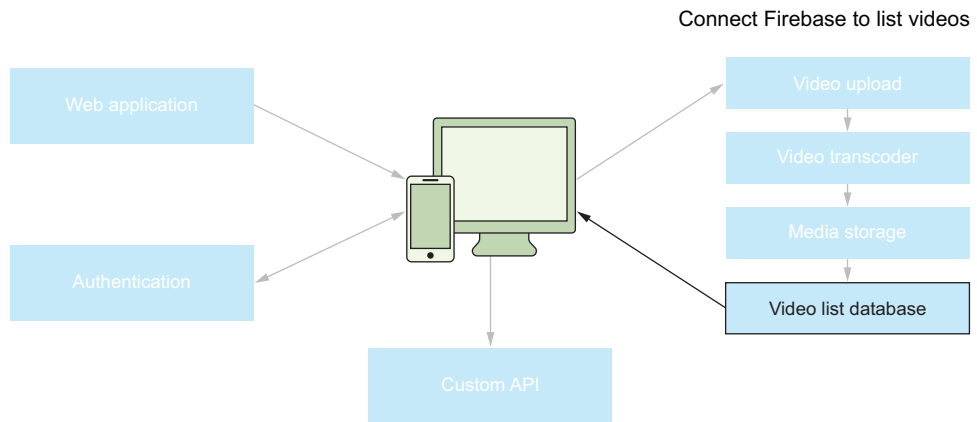 Connect Firebase to list videos
Web application
Video upload
Video transcoder
Media storage
Authentication
Video list database
Custom API